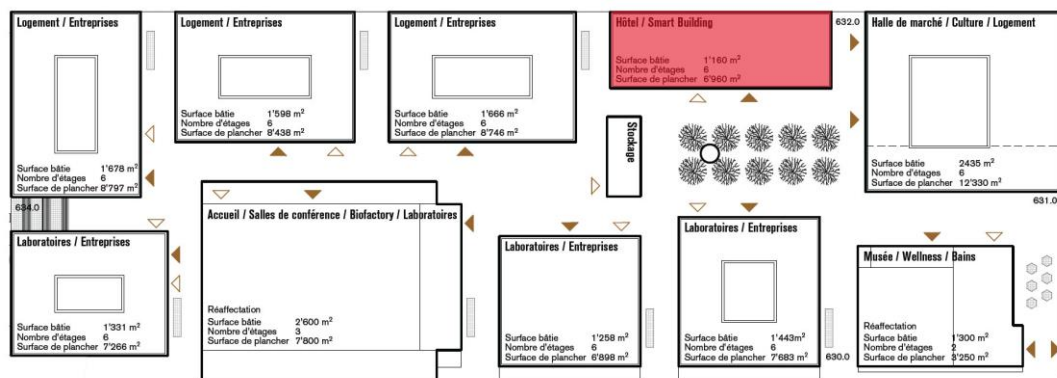 Logement / Entreprises
Surface bâtie 1'678 m²
Nombre d'étages 6
Surface de plancher 8'797 m²
Logement / Entreprises
Surface bâtie 1'598 m²
Nombre d'étages 6
Surface de plancher 8'438 m²
Logement / Entreprises
Surface bâtie 1'666 m²
Nombre d'étages 6
Surface de plancher 8'746 m²
Hôtel / Smart Building
Surface bâtie 1'160 m²
Nombre d'étages 6
Surface de plancher 6'960 m²
632.0
Halle de marché / Culture / Logement
Surface bâtie 2435 m²
Nombre d'étages 6
Surface de plancher 12'330 m²
631.0
Stockage
634.0
Laboratoires / Entreprises
Surface bâtie 1'331 m²
Nombre d'étages 6
Surface de plancher 7'266 m²
Accueil / Salles de conférence / Biofactory / Laboratoires
Réaffectation
Surface bâtie 2'600 m²
Nombre d'étages 3
Surface de plancher 7'800 m²
Laboratoires / Entreprises
Surface bâtie 1'258 m²
Nombre d'étages 6
Surface de plancher 6'898 m²
Laboratoires / Entreprises
Surface bâtie 1'443m²
Nombre d'étages 6
Surface de plancher 7'683 m²
630.0
Musée / Wellness / Bains
Réaffectation
Surface bâtie 1'300 m²
Nombre d'étages 2
Surface de plancher 3'250 m²